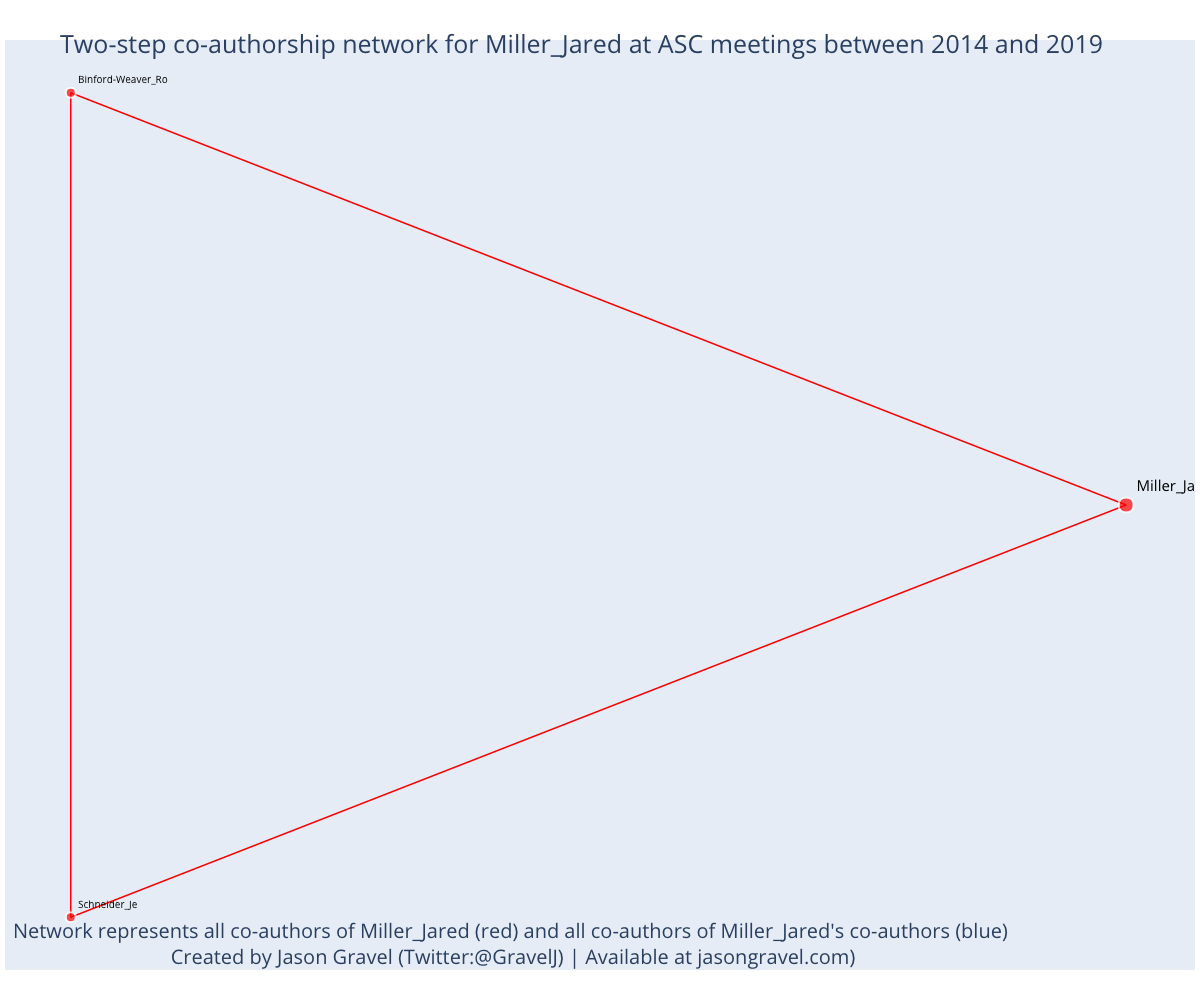 Two-step co-authorship network for Miller_Jared at ASC meetings between 2014 and 2019
Binford-Weaver_Ro
Miller_Ja
Schneider_Je
Network represents all co-authors of Miller_Jared (red) and all co-authors of Miller_Jared's co-authors (blue)
Created by Jason Gravel (Twitter:@GravelJ) | Available at jasongravel.com)